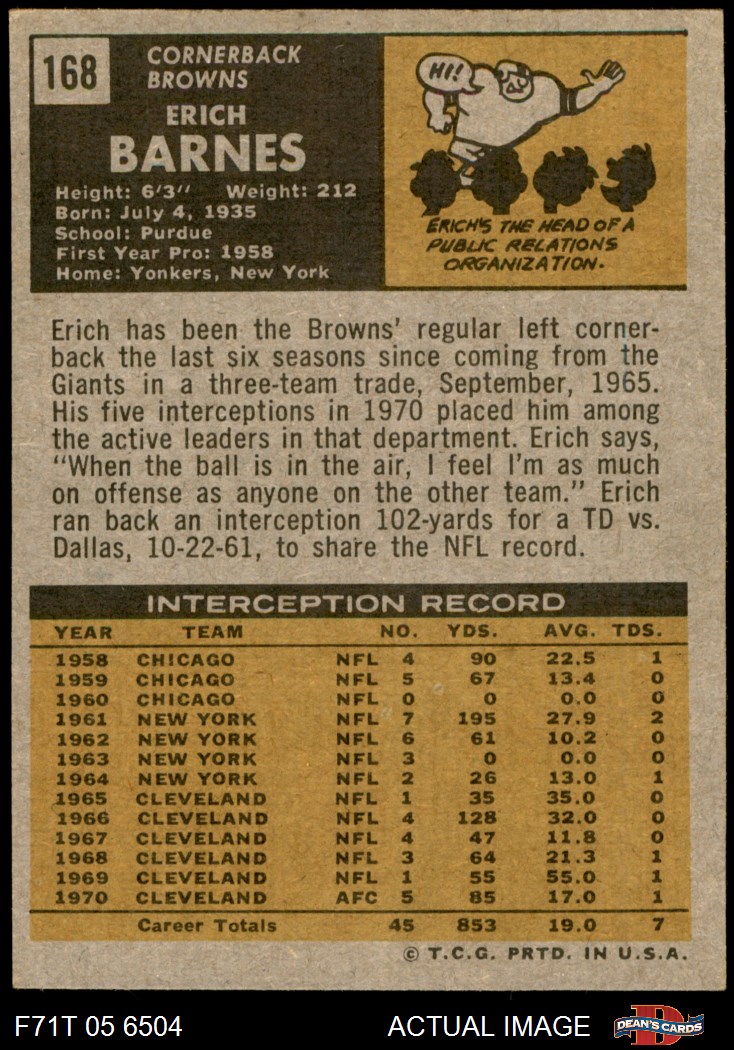 168
CORNERBACK
BROWNS
ERICH
BARNES
Height: 6'3" Weight: 212
Born: July 4, 1935
School: Purdue
First Year Pro: 1958
Home: Yonkers, New York
HI!
ERICH'S THE HEAD OF A
PUBLIC RELATIONS
ORGANIZATION.
Erich has been the Browns' regular left corner-
back the last six seasons since coming from the
Giants in a three-team trade, September, 1965.
His five interceptions in 1970 placed him among
the active leaders in that department. Erich says,
"When the ball is in the air, I feel I'm as much
on offense as anyone on the other team." Erich
ran back an interception 102-yards for a TD vs.
Dallas, 10-22-61, to share the NFL record.
INTERCEPTION RECORD
YEAR TEAM NO. YDS. AVG. TDS.
1958 CHICAGO NFL 4 90 22.5 1
1959 CHICAGO NFL 5 67 13.4 0
1960 CHICAGO NFL 0 0 0.0 0
1961 NEW YORK NFL 7 195 27.9 2
1962 NEW YORK NFL 6 61 10.2 0
1963 NEW YORK NFL 3 0 0.0 0
1964 NEW YORK NFL 2 26 13.0 1
1965 CLEVELAND NFL 1 35 35.0 0
1966 CLEVELAND NFL 4 128 32.0 0
1967 CLEVELAND NFL 4 47 11.8 0
1968 CLEVELAND NFL 3 64 21.3 1
1969 CLEVELAND NFL 1 55 55.0 1
1970 CLEVELAND AFC 5 85 17.0 1
Career Totals 45 853 19.0 7
© T.C.G. PRTD. IN U.S.A.
F71T 05 6504 ACTUAL IMAGE D DEAN'S CARDS